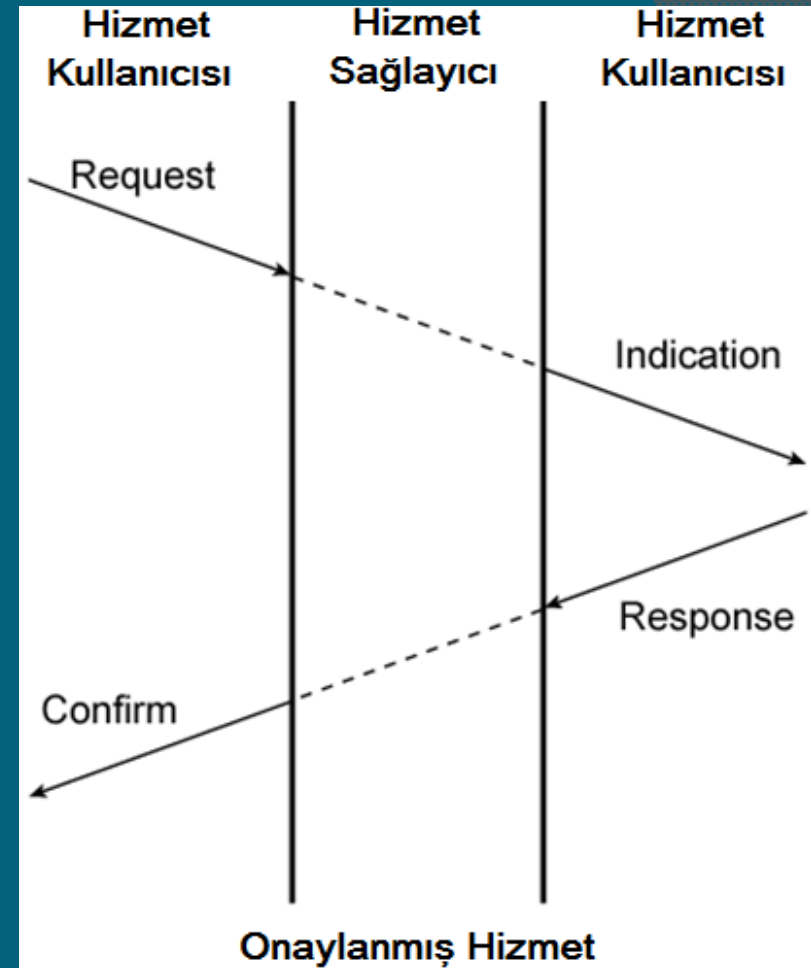 Hizmet
Kullanıcısı
Hizmet
Sağlayıcı
Hizmet
Kullanıcısı
Request
Indication
Response
Confirm
Onaylanmış Hizmet